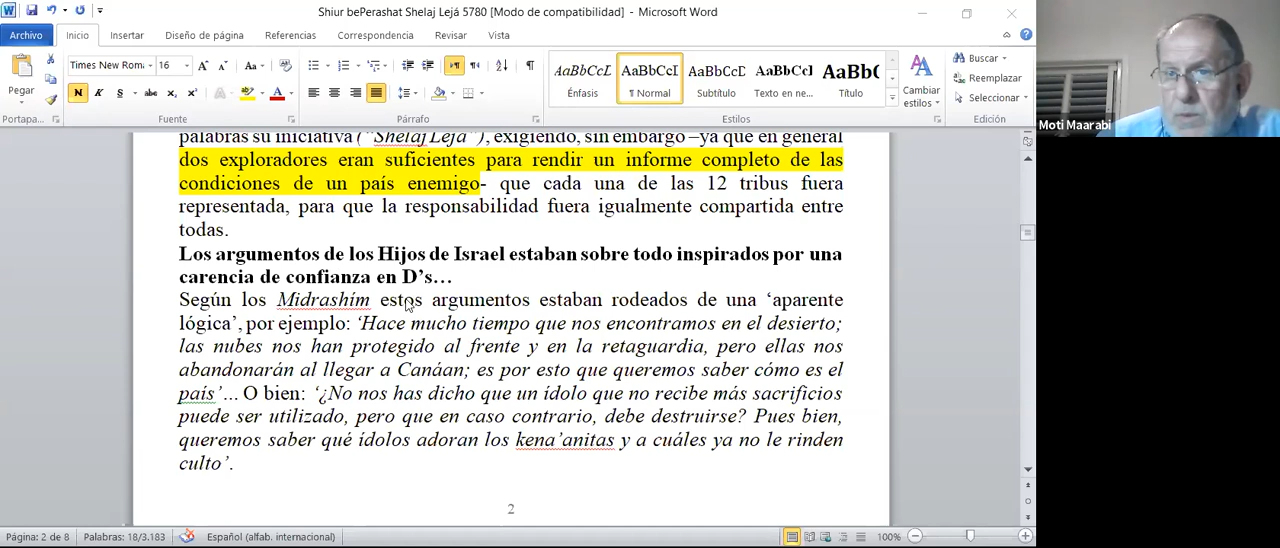 Shiur bePerashat Shelaj Lejá 5780 [Modo de compatibilidad] - Microsoft Word
Archivo Inicio Insertar Diseño de página Referencias Correspondencia Revisar Vista
Times New Rom 16
Pegar
N K S abc x₂ x² A A
AaBbCcL AaBbCcI AaBbCcD AaBbCcI AaBbC
Énfasis ¶ Normal Subtítulo Texto en ne... Título
Cambiar estilos
Buscar
Reemplazar
Seleccionar
Portapa... Fuente Párrafo Estilos Edición
Moti Maarabi
palabras su iniciativa (“Shelaj Lejá”), exigiendo, sin embargo –ya que en general
dos exploradores eran suficientes para rendir un informe completo de las
condiciones de un país enemigo- que cada una de las 12 tribus fuera
representada, para que la responsabilidad fuera igualmente compartida entre
todas.
Los argumentos de los Hijos de Israel estaban sobre todo inspirados por una
carencia de confianza en D’s…
Según los Midrashím estos argumentos estaban rodeados de una ‘aparente
lógica’, por ejemplo: ‘Hace mucho tiempo que nos encontramos en el desierto;
las nubes nos han protegido al frente y en la retaguardia, pero ellas nos
abandonarán al llegar a Canáan; es por esto que queremos saber cómo es el
país’... O bien: ‘¿No nos has dicho que un ídolo que no recibe más sacrificios
puede ser utilizado, pero que en caso contrario, debe destruirse? Pues bien,
queremos saber qué ídolos adoran los kena’anitas y a cuáles ya no le rinden
culto’.
2
Página: 2 de 8 Palabras: 18/3.183 Español (alfab. internacional) 100%